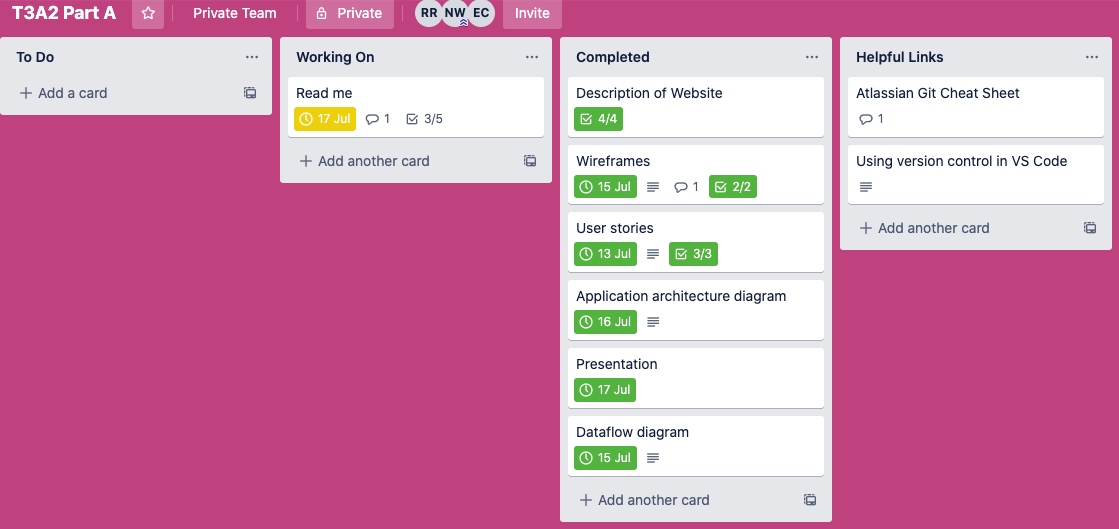 T3A2 Part A Private Team Private RR NW EC Invite
To Do
Add a card
Working On
Read me
17 Jul 1 3/5
Add another card
Completed
Description of Website
4/4
Wireframes
15 Jul 1 2/2
User stories
13 Jul 3/3
Application architecture diagram
16 Jul
Presentation
17 Jul
Dataflow diagram
15 Jul
Add another card
Helpful Links
Atlassian Git Cheat Sheet
1
Using version control in VS Code
Add another card